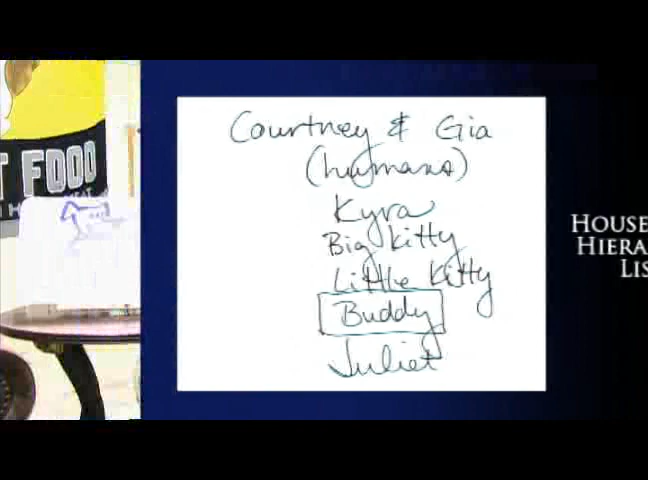 T FOOD
Courtney & Gia
(humans)
Kyra
Big Kitty
Little Kitty
Buddy
Juliet
HOUSE
HIERA
LIS